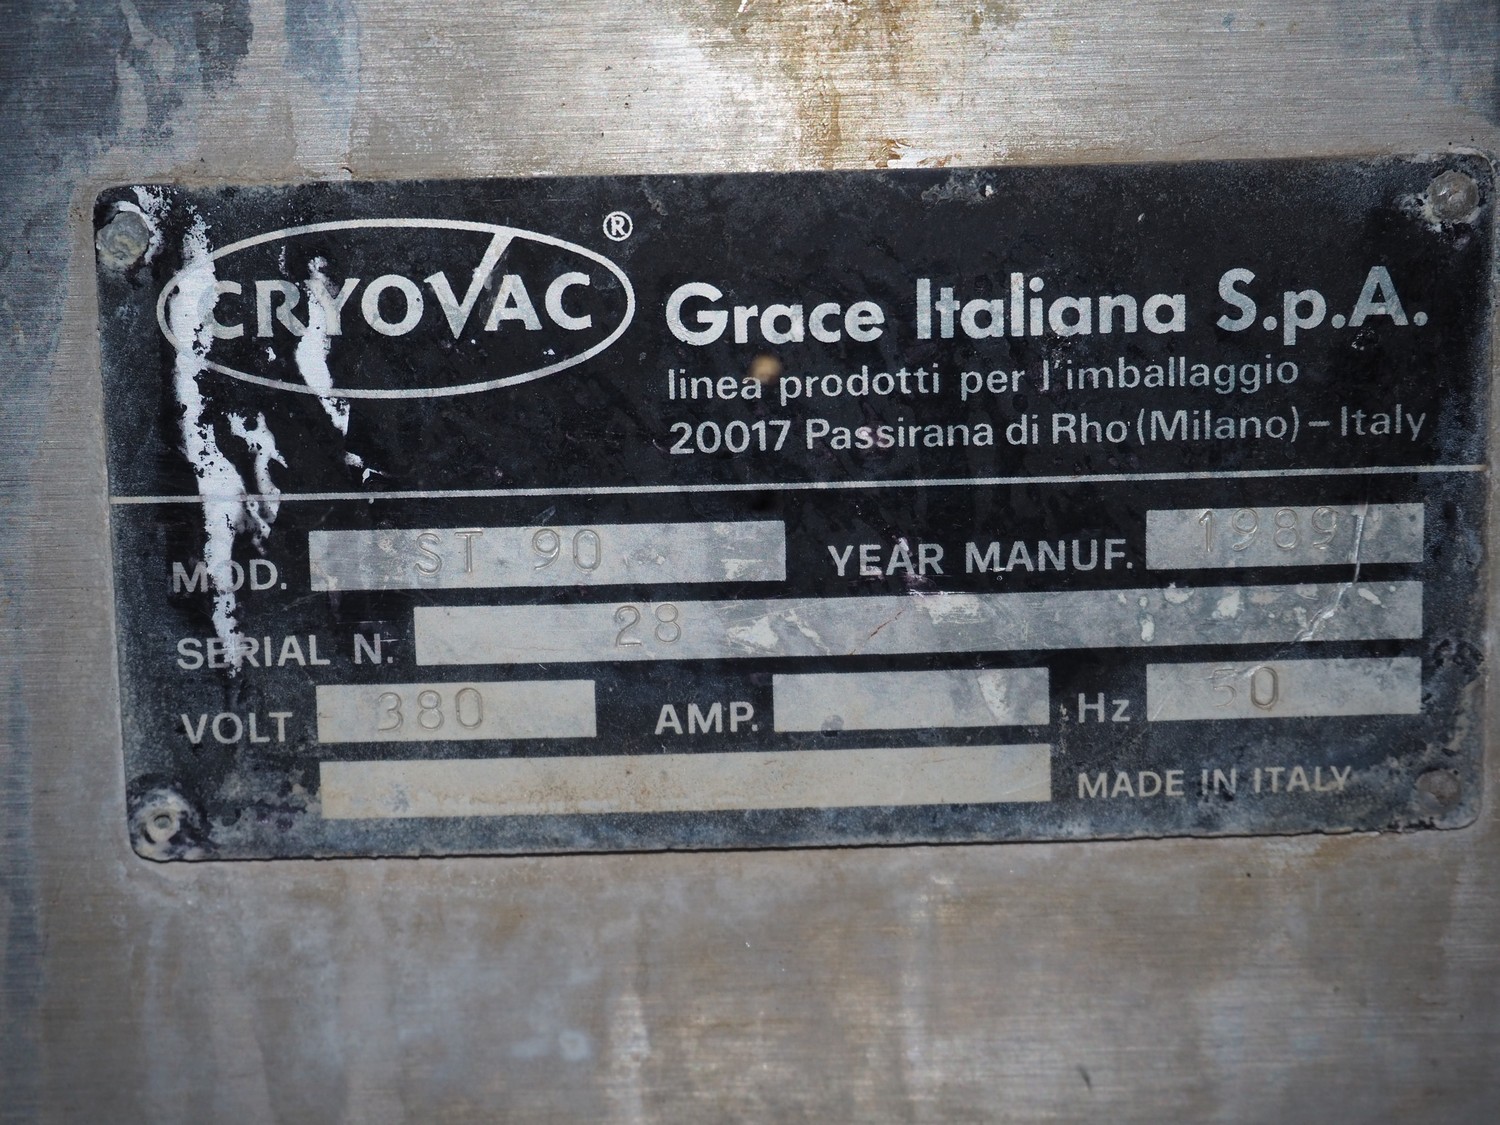 CRYOVAC ®
Grace Italiana S.p.A.
linea prodotti per l'imballaggio
20017 Passirana di Rho (Milano) – Italy
MOD. ST 90 YEAR MANUF. 1989
SERIAL N. 28
VOLT 380 AMP. Hz 50
MADE IN ITALY